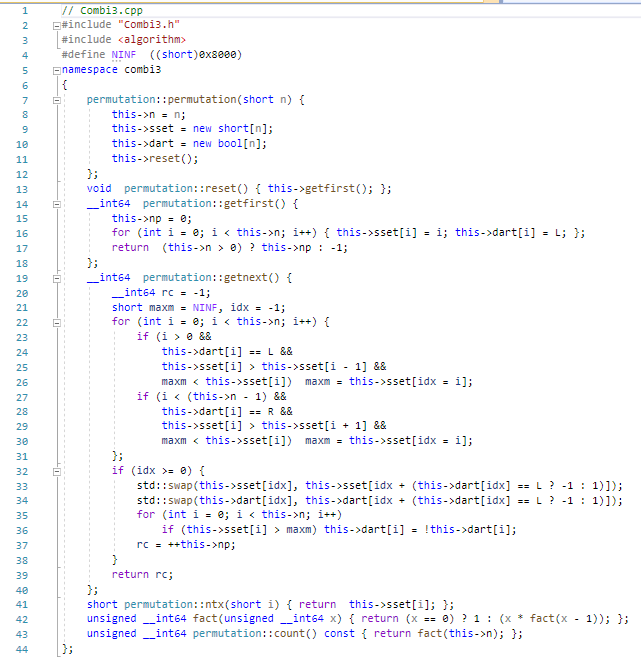 1 // Combi3.cpp
2 #include "Combi3.h"
3 #include <algorithm>
4 #define NINF  ((short)0x8000)
5 namespace combi3
6 {
7     permutation::permutation(short n) {
8         this->n = n;
9         this->sset = new short[n];
10         this->dart = new bool[n];
11         this->reset();
12     };
13     void  permutation::reset() { this->getfirst(); };
14     __int64  permutation::getfirst() {
15         this->np = 0;
16         for (int i = 0; i < this->n; i++) { this->sset[i] = i; this->dart[i] = L; };
17         return  (this->n > 0) ? this->np : -1;
18     };
19     __int64  permutation::getnext() {
20         __int64 rc = -1;
21         short maxm = NINF, idx = -1;
22         for (int i = 0; i < this->n; i++) {
23             if (i > 0 &&
24                 this->dart[i] == L &&
25                 this->sset[i] > this->sset[i - 1] &&
26                 maxm < this->sset[i])  maxm = this->sset[idx = i];
27             if (i < (this->n - 1) &&
28                 this->dart[i] == R &&
29                 this->sset[i] > this->sset[i + 1] &&
30                 maxm < this->sset[i])  maxm = this->sset[idx = i];
31         };
32         if (idx >= 0) {
33             std::swap(this->sset[idx], this->sset[idx + (this->dart[idx] == L ? -1 : 1)]);
34             std::swap(this->dart[idx], this->dart[idx + (this->dart[idx] == L ? -1 : 1)]);
35             for (int i = 0; i < this->n; i++)
36                 if (this->sset[i] > maxm) this->dart[i] = !this->dart[i];
37             rc = ++this->np;
38         }
39         return rc;
40     };
41     short permutation::ntx(short i) { return  this->sset[i]; };
42     unsigned __int64 fact(unsigned __int64 x) { return (x == 0) ? 1 : (x * fact(x - 1)); };
43     unsigned __int64 permutation::count() const { return fact(this->n); };
44 };